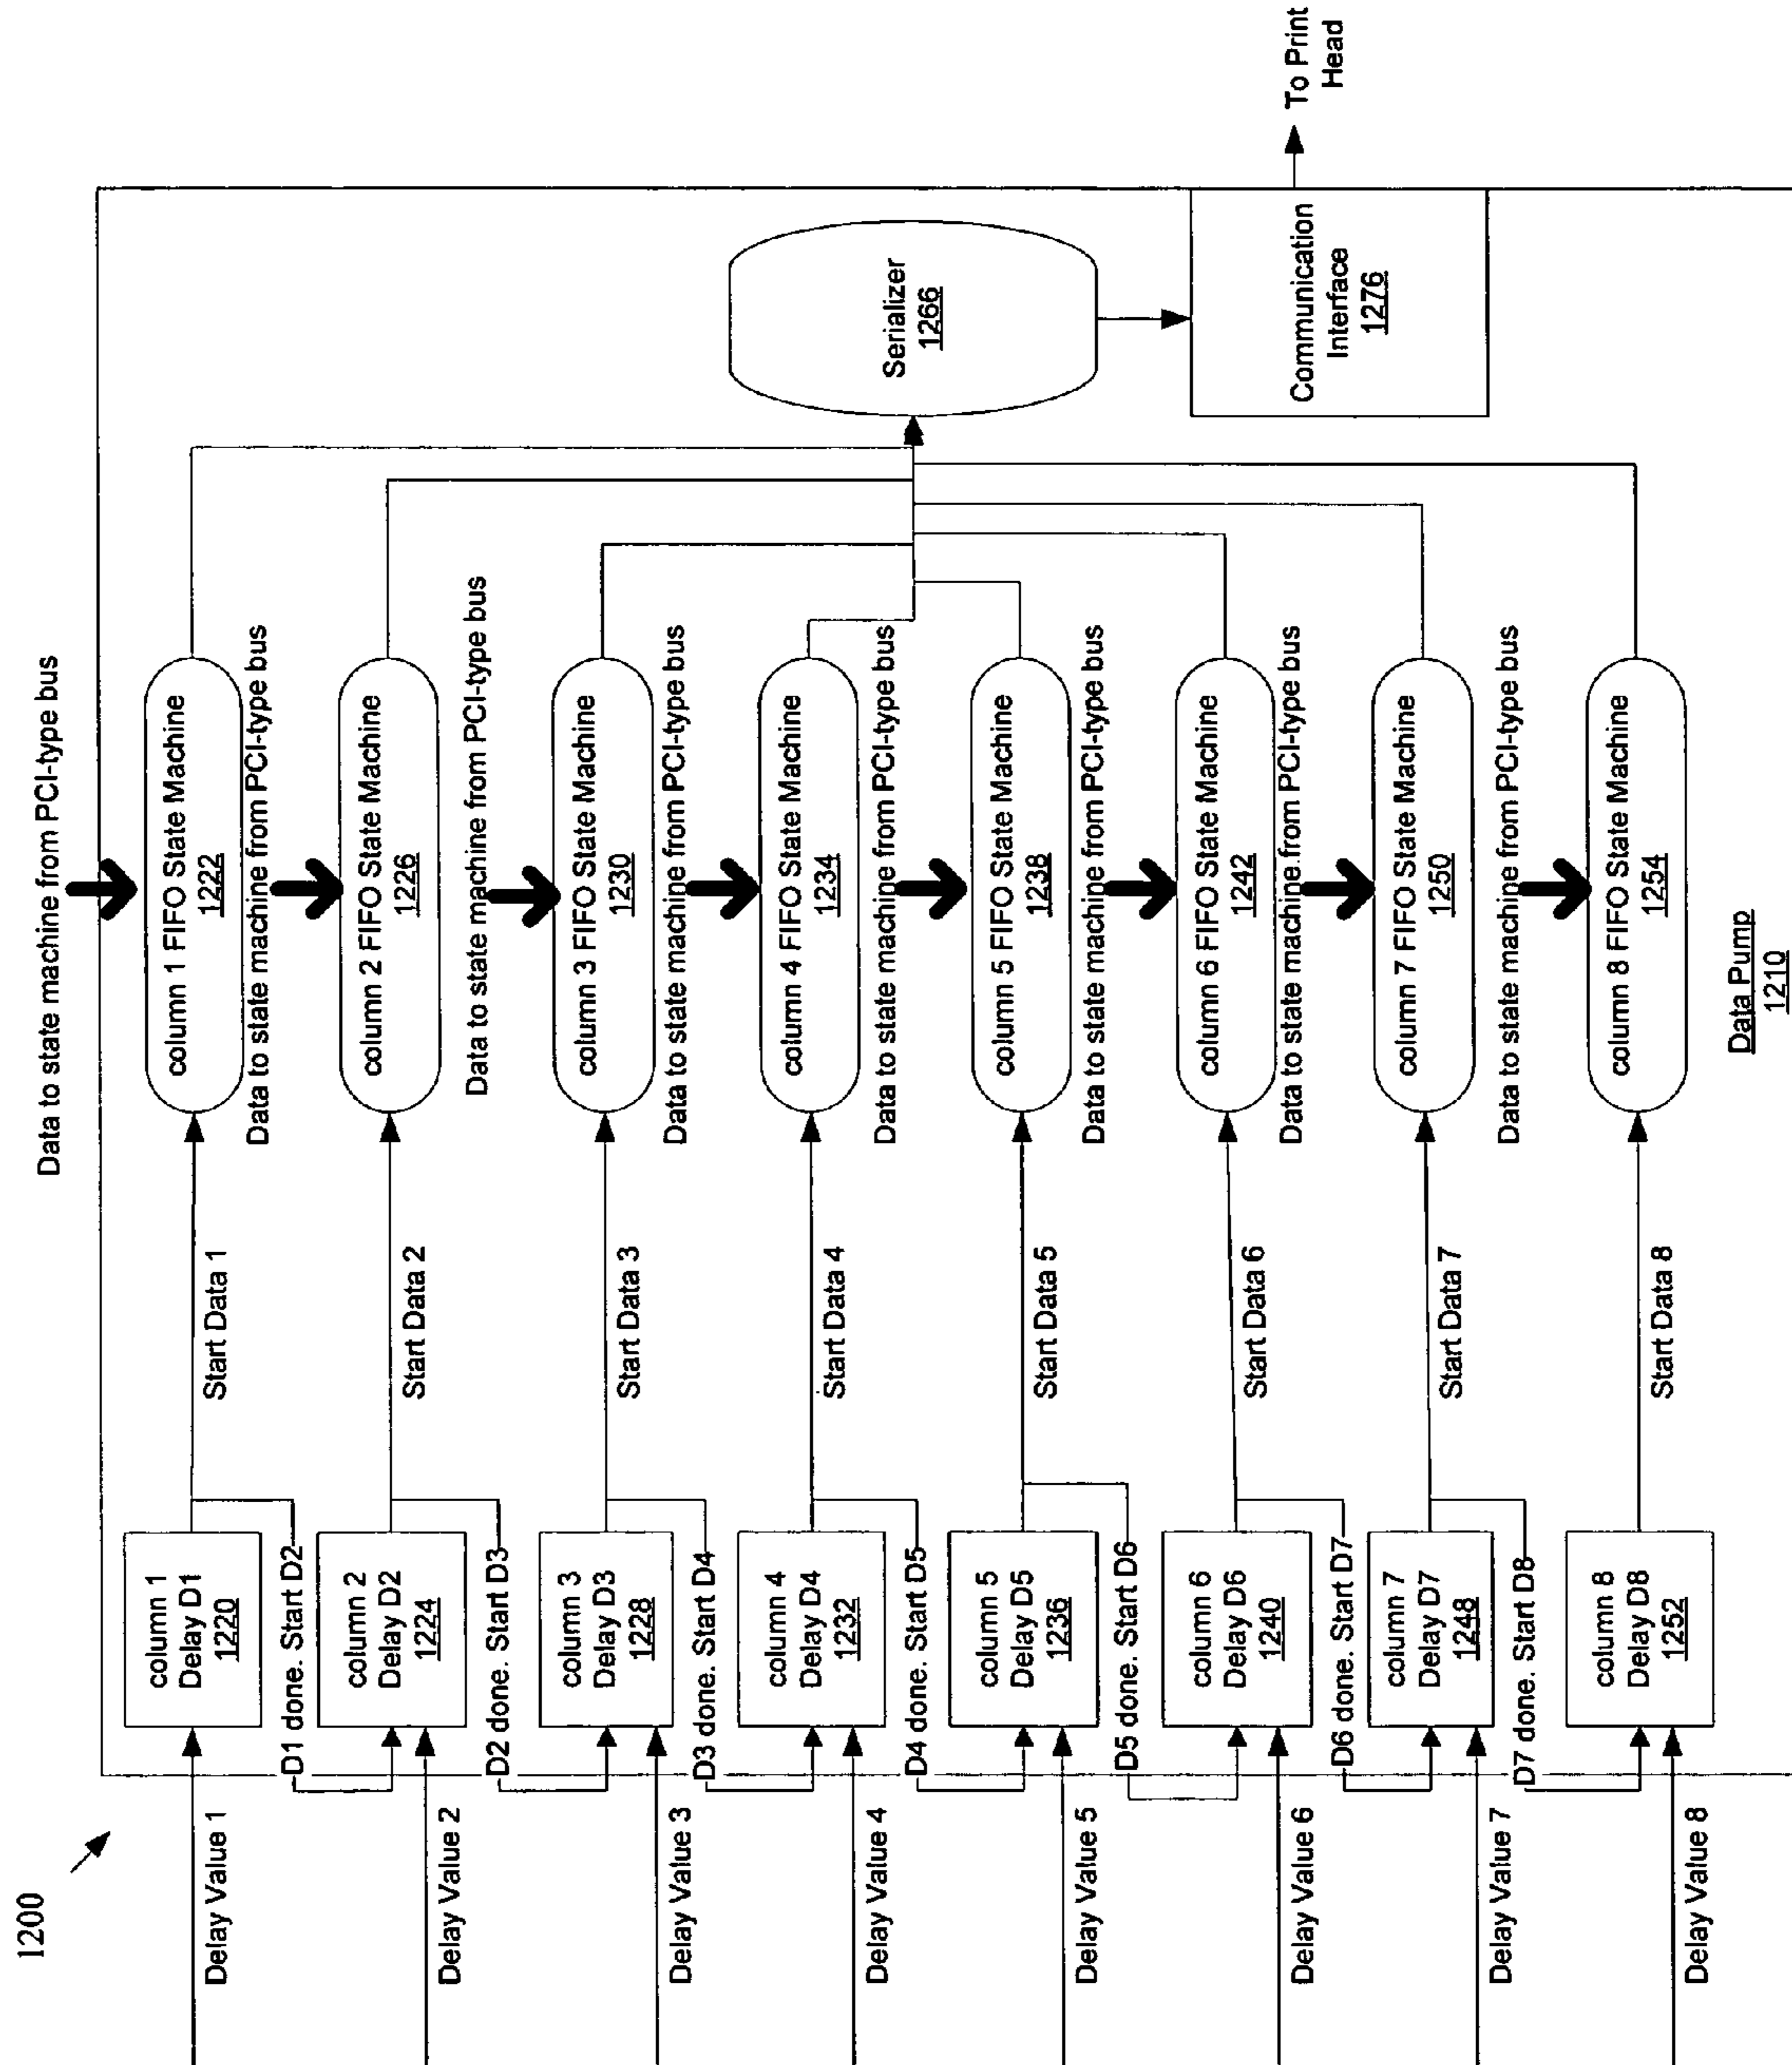 1200
Data to state machine from PCI-type bus
Delay Value 1
column 1
Delay D1
1220
Start Data 1
column 1 FIFO State Machine
1222
D1 done. Start D2
Data to state machine from PCI-type bus
Delay Value 2
column 2
Delay D2
1224
Start Data 2
column 2 FIFO State Machine
1226
D2 done. Start D3
Data to state machine from PCI-type bus
Delay Value 3
column 3
Delay D3
1228
Start Data 3
column 3 FIFO State Machine
1230
D3 done. Start D4
Data to state machine from PCI-type bus
Delay Value 4
column 4
Delay D4
1232
Start Data 4
column 4 FIFO State Machine
1234
D4 done. Start D5
Data to state machine from PCI-type bus
Delay Value 5
column 5
Delay D5
1236
Start Data 5
column 5 FIFO State Machine
1238
D5 done. Start D6
Data to state machine from PCI-type bus
Delay Value 6
column 6
Delay D6
1240
Start Data 6
column 6 FIFO State Machine
1242
D6 done. Start D7
Data to state machine from PCI-type bus
Delay Value 7
column 7
Delay D7
1248
Start Data 7
column 7 FIFO State Machine
1250
D7 done. Start D8
Data to state machine from PCI-type bus
Delay Value 8
column 8
Delay D8
1252
Start Data 8
column 8 FIFO State Machine
1254
Serializer
1266
Communication
Interface
1276
To Print
Head
Data Pump
1210